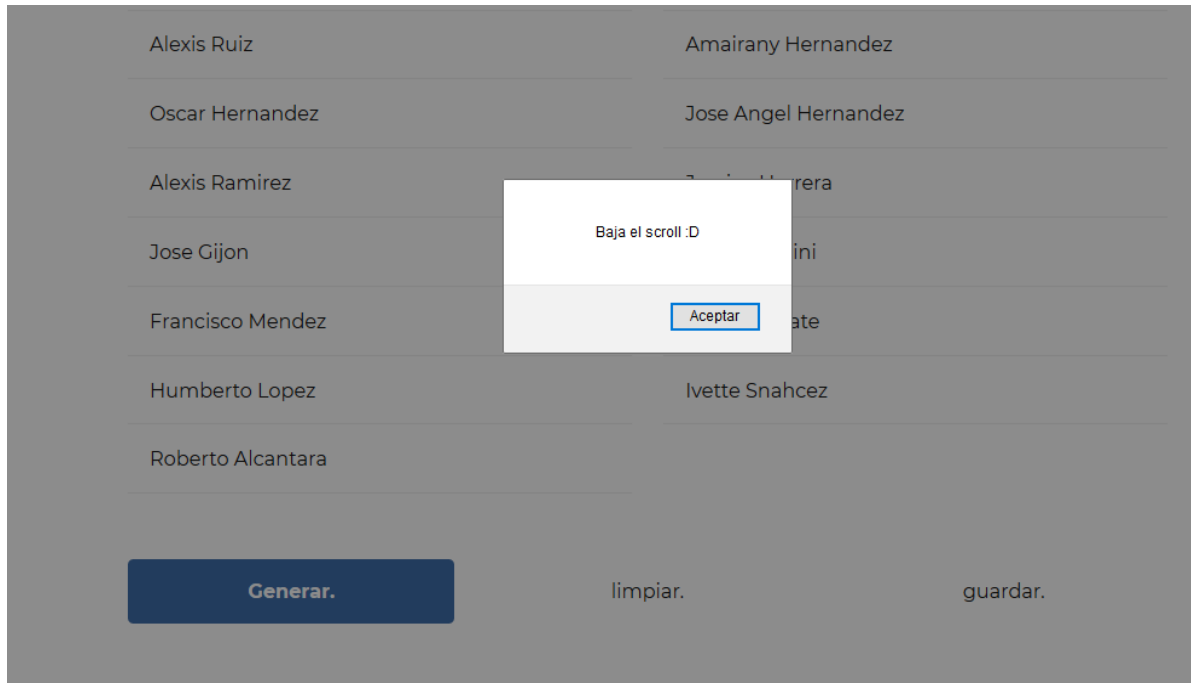 Alexis Ruiz
Amairany Hernandez
Oscar Hernandez
Jose Angel Hernandez
Alexis Ramirez
Jose Gijon
Baja el scroll :D
Francisco Mendez
Aceptar
Humberto Lopez
Ivette Snahcez
Roberto Alcantara
Generar.
limpiar.
guardar.